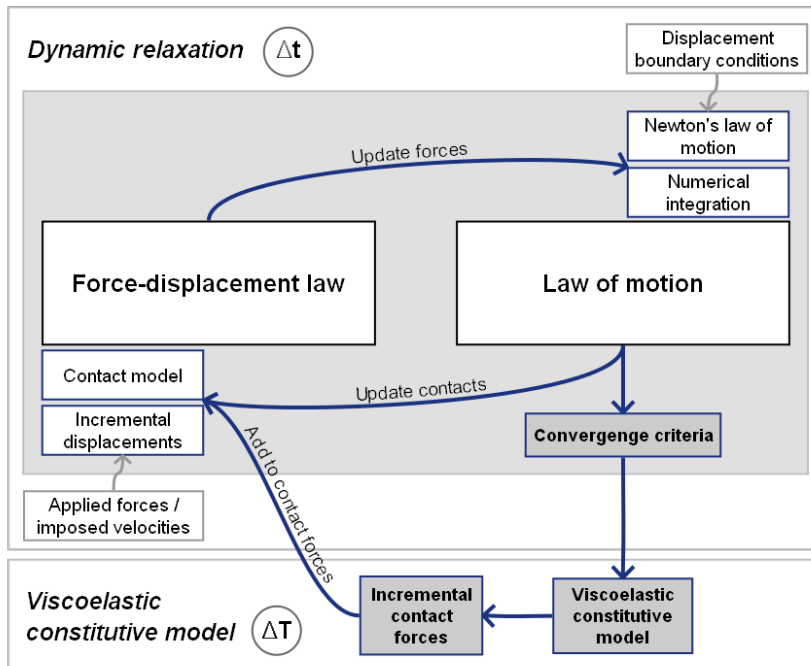 Dynamic relaxation Δt
Displacement
boundary conditions
Newton's law of
motion
Update forces
Numerical
integration
Force-displacement law
Law of motion
Contact model
Update contacts
Incremental
displacements
Convergenge criteria
Add to contact forces
Applied forces /
imposed velocities
Viscoelastic
constitutive model ΔT
Incremental
contact
forces
Viscoelastic
constitutive
model